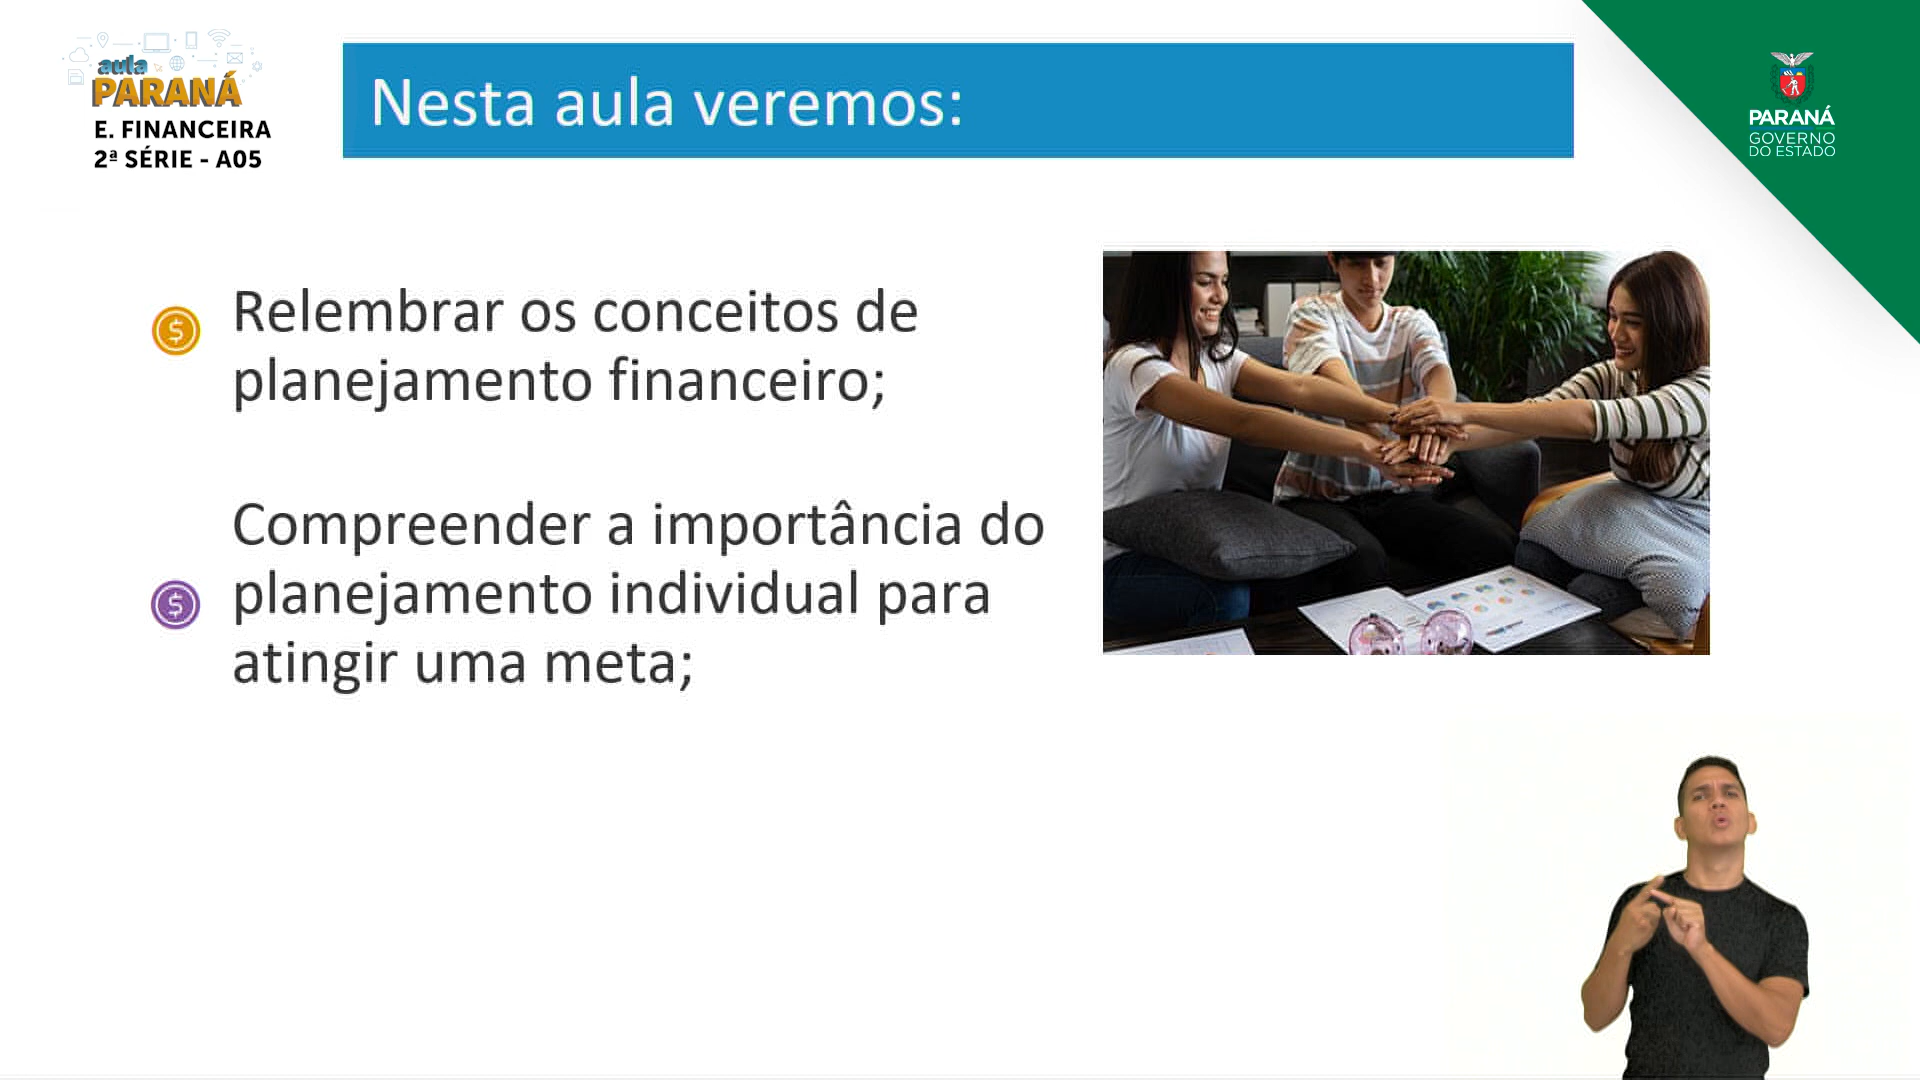 aula
PARANÁ
E. FINANCEIRA
2ª SÉRIE - A05
Nesta aula veremos:
PARANÁ
GOVERNO
DO ESTADO
Relembrar os conceitos de
planejamento financeiro;
Compreender a importância do
planejamento individual para
atingir uma meta;